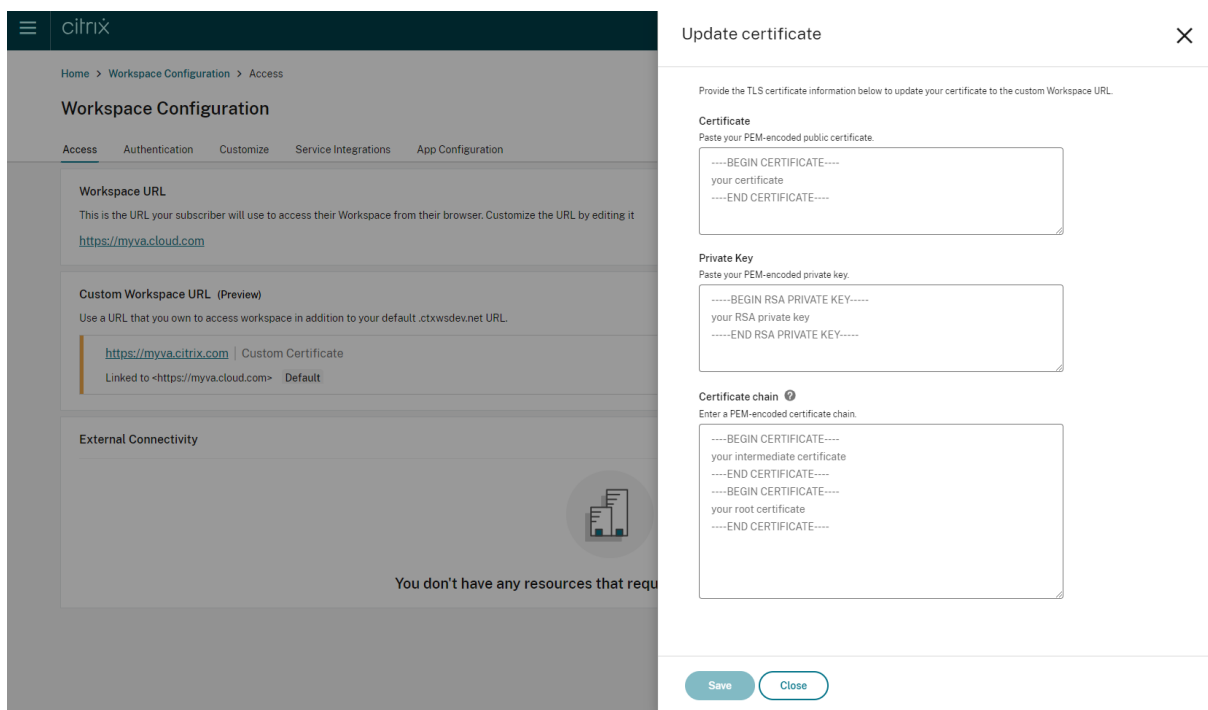 citrix
Home > Workspace Configuration > Access
Workspace Configuration
Access Authentication Customize Service Integrations App Configuration
Workspace URL
This is the URL your subscriber will use to access their Workspace from their browser. Customize the URL by editing it
https://myva.cloud.com
Custom Workspace URL (Preview)
Use a URL that you own to access workspace in addition to your default .ctxwsdev.net URL.
https://myva.citrix.com | Custom Certificate
Linked to <https://myva.cloud.com> Default
External Connectivity
You don't have any resources that requ
Update certificate
Provide the TLS certificate information below to update your certificate to the custom Workspace URL.
Certificate
Paste your PEM-encoded public certificate.
----BEGIN CERTIFICATE----
your certificate
----END CERTIFICATE----
Private Key
Paste your PEM-encoded private key.
-----BEGIN RSA PRIVATE KEY-----
your RSA private key
-----END RSA PRIVATE KEY-----
Certificate chain ?
Enter a PEM-encoded certificate chain.
----BEGIN CERTIFICATE----
your intermediate certificate
----END CERTIFICATE----
----BEGIN CERTIFICATE----
your root certificate
----END CERTIFICATE----
Save Close